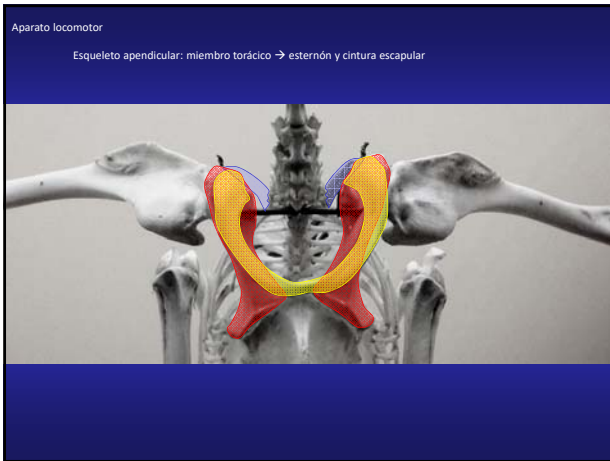 Aparato locomotor
Esqueleto apendicular: miembro torácico → esternón y cintura escapular